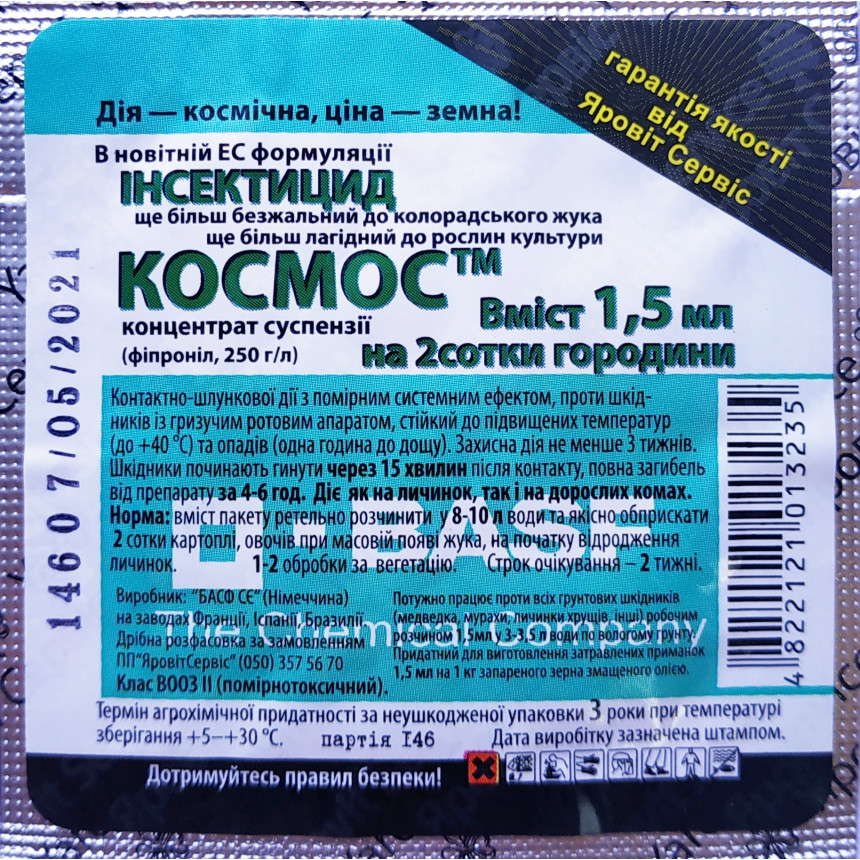 гарантія якості
від
Яровіт Сервіс
Дія — космічна, ціна — земна!
В новітній ЕС формуляції
ІНСЕКТИЦИД
ще більш безжальний до колорадського жука
ще більш лагідний до рослин культури
КОСМОС™
концентрат суспензії
(фіпроніл, 250 г/л)
Вміст 1,5 мл
на 2сотки городини
14607/05/2021
Контактно-шлункової дії з помірним системним ефектом, проти шкід-
ників із гризучим ротовим апаратом, стійкий до підвищених температур
(до +40 °С) та опадів (одна година до дощу). Захисна дія не менше 3 тижнів.
Шкідники починають гинути через 15 хвилин після контакту, повна загибель
від препарату за 4-6 год. Діє як на личинок, так і на дорослих комах.
Норма: вміст пакету ретельно розчинити у 8-10 л води та якісно обприскати
2 сотки картоплі, овочів при масовій появі жука, на початку відродження
личинок. 1-2 обробки за вегетацію. Строк очікування – 2 тижні.
BASF
The Chemical Company
Виробник: "БАСФ СЄ" (Німеччина)
на заводах Франції, Іспанії, Бразилії
Дрібна розфасовка за замовленням
ПП"ЯровітСервіс" (050) 357 56 70
Клас ВООЗ ІІ (помірнотоксичний).
Потужно працює проти всіх грунтових шкідників
(медведка, мурахи, личинки хрущів, інші) робочим
розчином 1,5мл у 3-3,5 л води по вологому грунту.
Придатний для виготовлення затравлених приманок
1,5 мл на 1 кг запареного зерна змащеного олією.
4 822121 013235
Термін агрохімічної придатності за неушкодженої упаковки 3 роки при температурі
зберігання +5–+30 °С. партія І46 Дата виробітку зазначена штампом.
Дотримуйтесь правил безпеки!